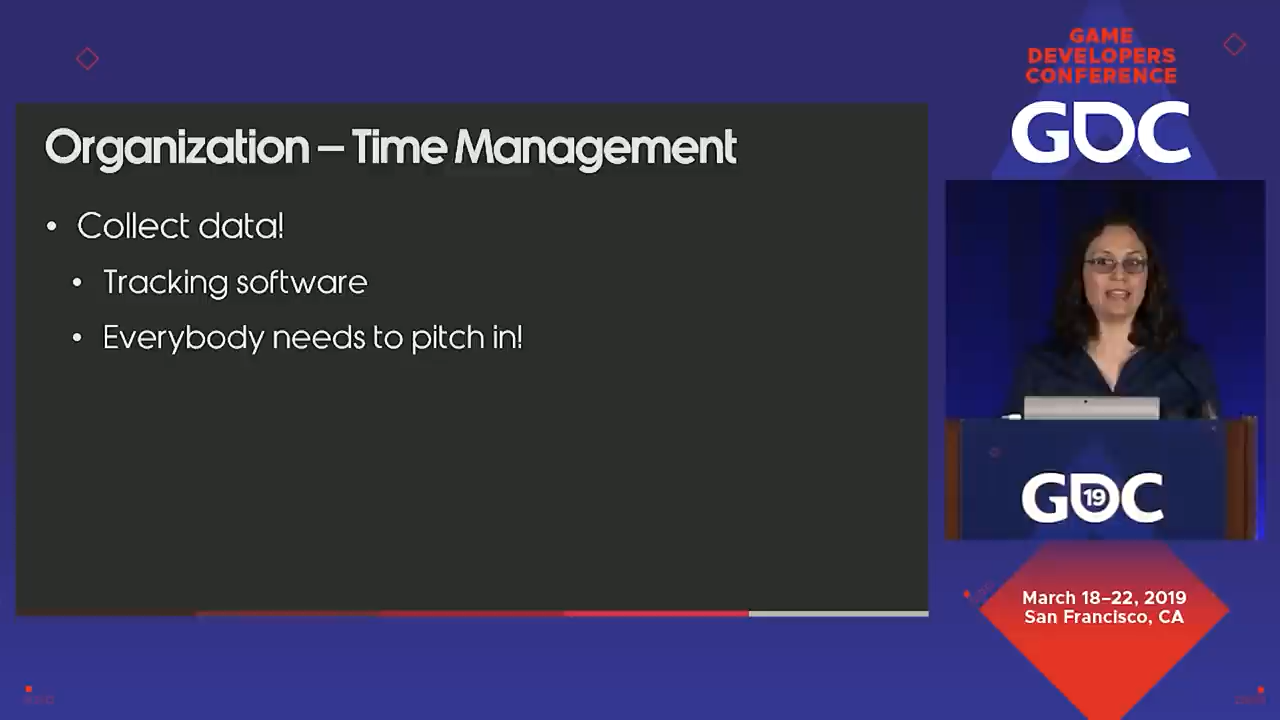 GAME
DEVELOPERS
CONFERENCE
GDC
Organization – Time Management
• Collect data!
• Tracking software
• Everybody needs to pitch in!
GDC
19
March 18–22, 2019
San Francisco, CA